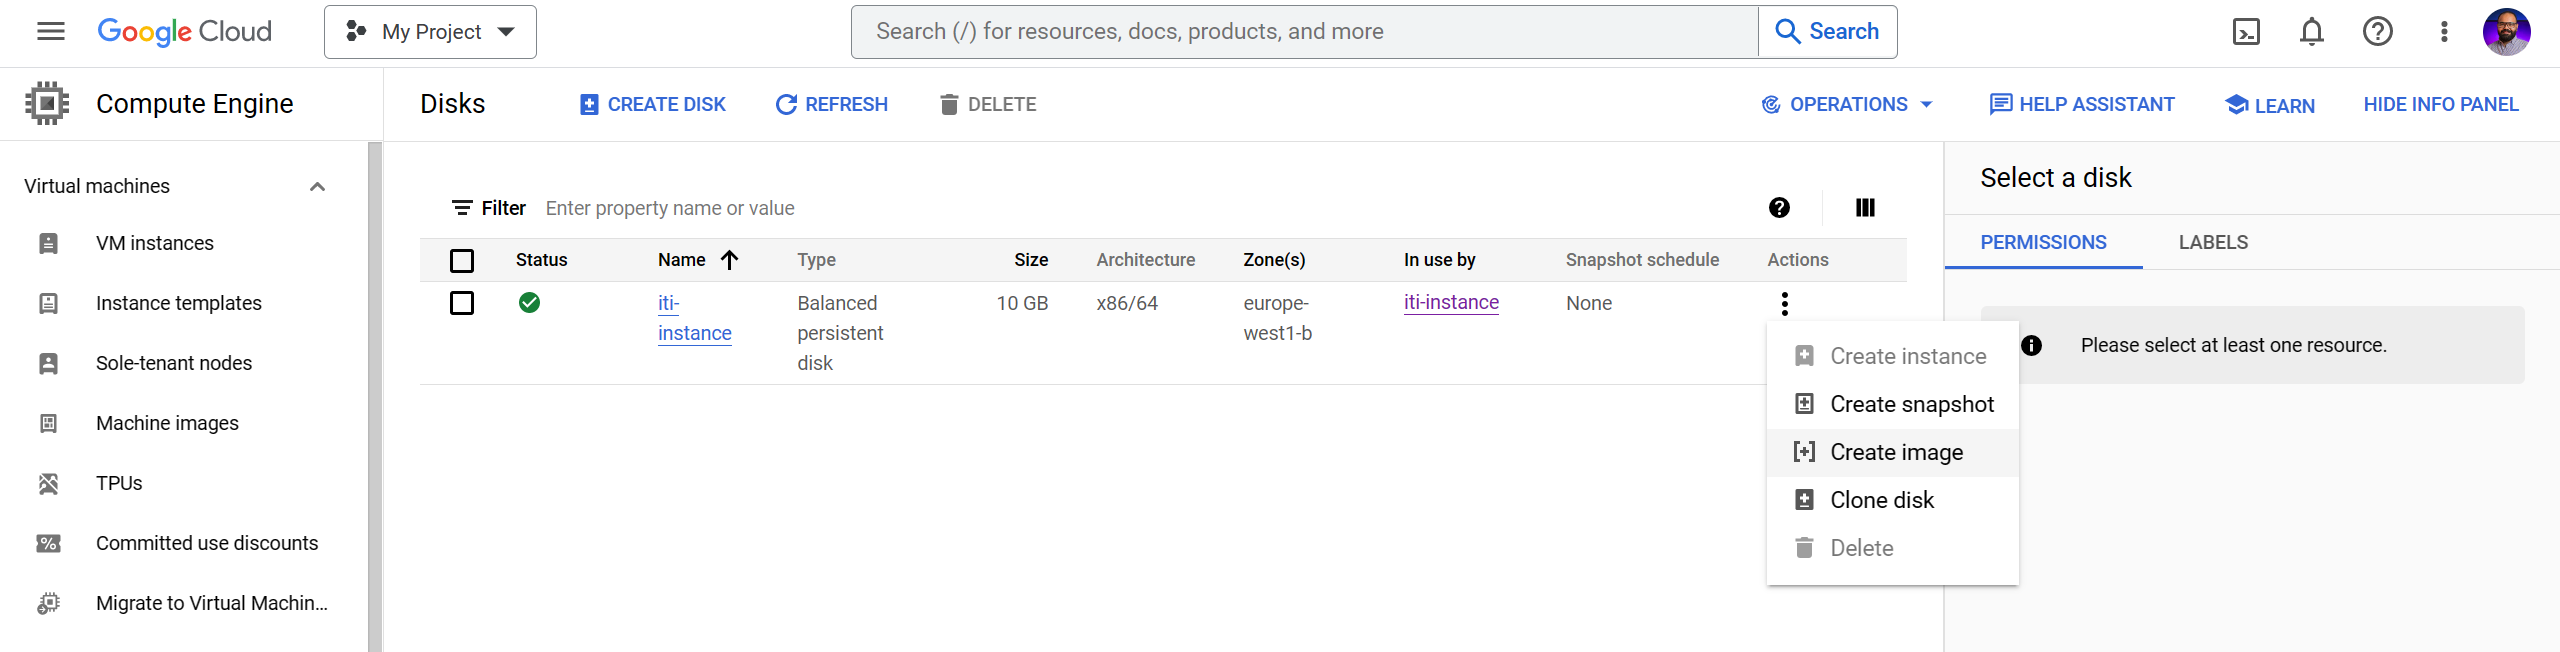 Google Cloud
My Project
Search (/) for resources, docs, products, and more
Search
Compute Engine
Disks
CREATE DISK
REFRESH
DELETE
OPERATIONS
HELP ASSISTANT
LEARN
HIDE INFO PANEL
Virtual machines
VM instances
Instance templates
Sole-tenant nodes
Machine images
TPUs
Committed use discounts
Migrate to Virtual Machin...
Filter Enter property name or value
Status Name Type Size Architecture Zone(s) In use by Snapshot schedule Actions
iti-
instance
Balanced
persistent
disk
10 GB
x86/64
europe-
west1-b
iti-instance
None
Create instance
Create snapshot
Create image
Clone disk
Delete
Select a disk
PERMISSIONS
LABELS
Please select at least one resource.